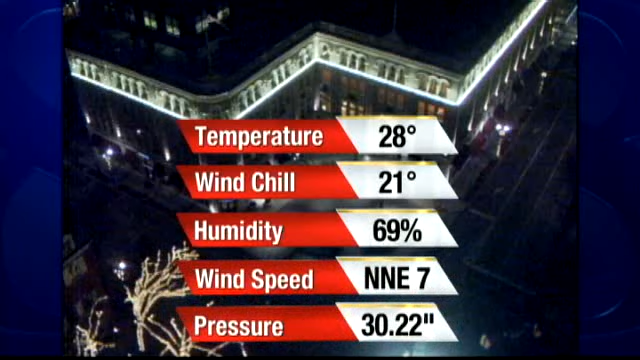 Temperature 28°
Wind Chill 21°
Humidity 69%
Wind Speed NNE 7
Pressure 30.22"